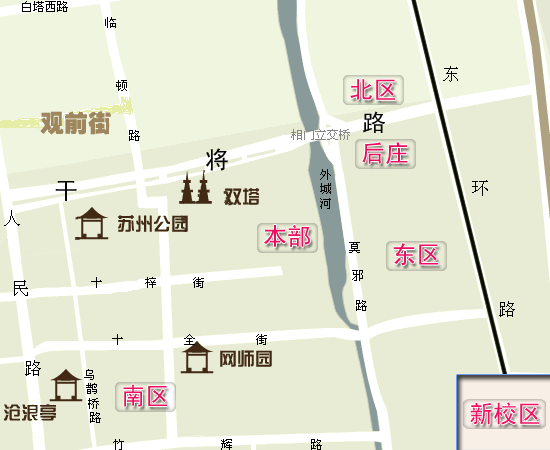 白塔西路
临顿路
观前街
北区
东环路
干将路
相门立交桥
后庄
外城河
双塔
人民路
苏州公园
本部
东区
莫邪路
十梓街
十全街
网师园
乌鹊桥路
沧浪亭
南区
新校区
竹辉路